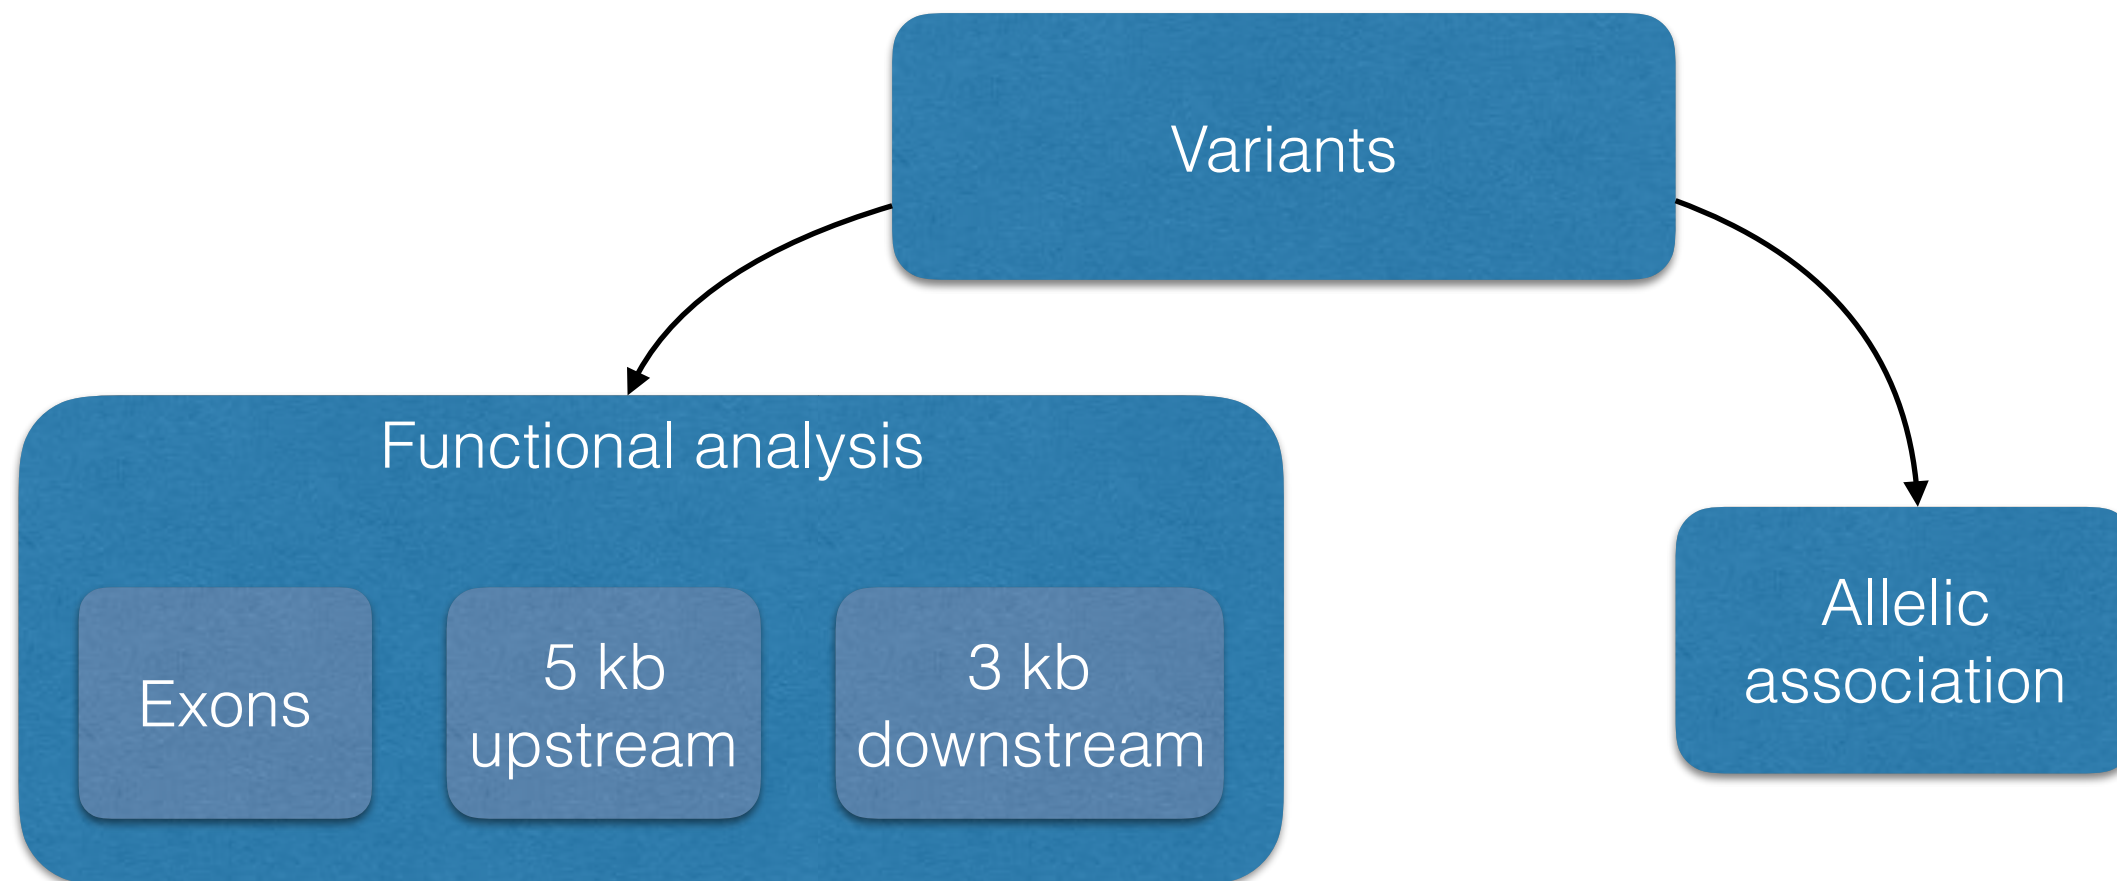 Variants
Functional analysis
Exons
5 kb
upstream
3 kb
downstream
Allelic
association